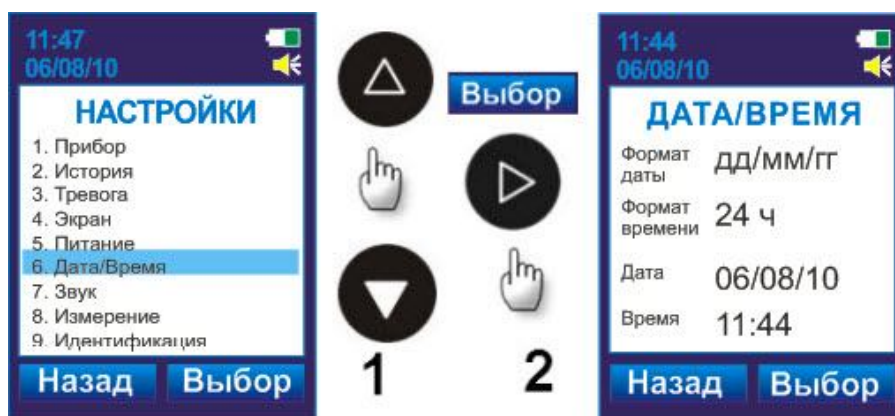 11:47
06/08/10
НАСТРОЙКИ
1. Прибор
2. История
3. Тревога
4. Экран
5. Питание
6. Дата/Время
7. Звук
8. Измерение
9. Идентификация
Назад Выбор
Выбор
1 2
11:44
06/08/10
ДАТА/ВРЕМЯ
Формат
даты
дд/мм/гг
Формат
времени
24 ч
Дата 06/08/10
Время 11:44
Назад Выбор